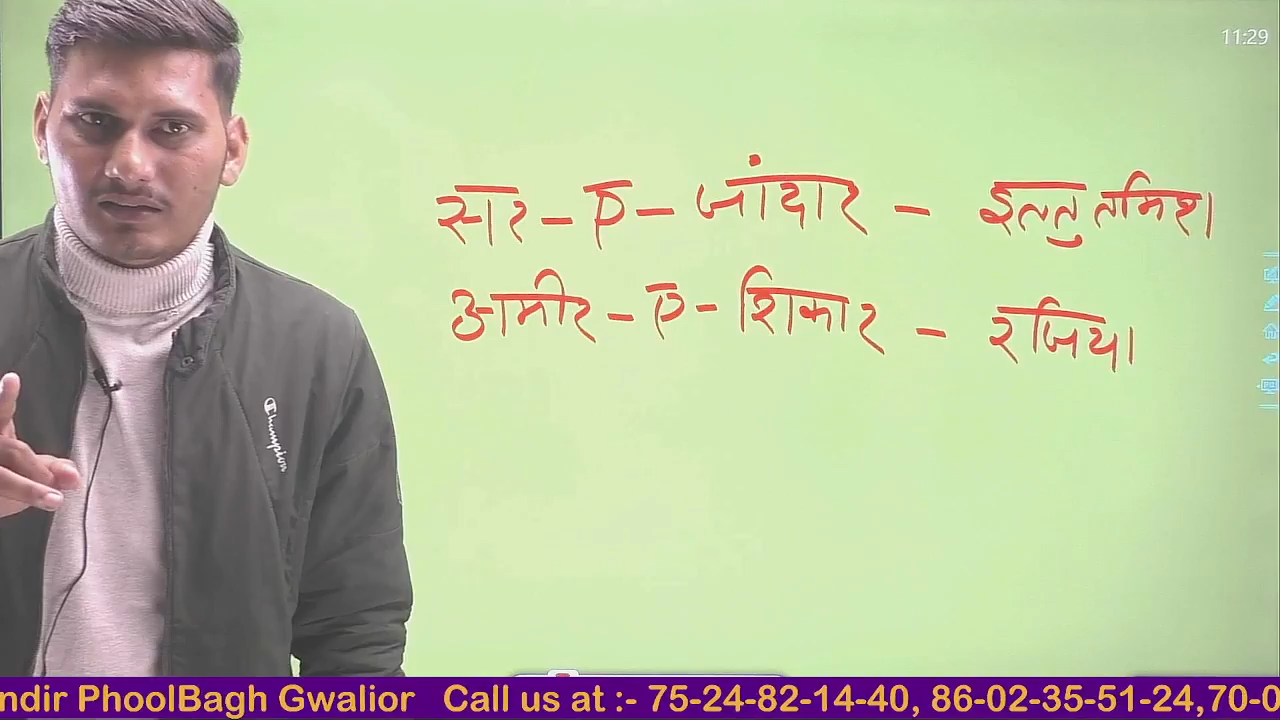 11:29
सर - ए - जांदार - इल्तुतमिश
अमीर - ए - शिकार - रजिया
Champion
ndir PhoolBagh Gwalior Call us at :- 75-24-82-14-40, 86-02-35-51-24,70-0